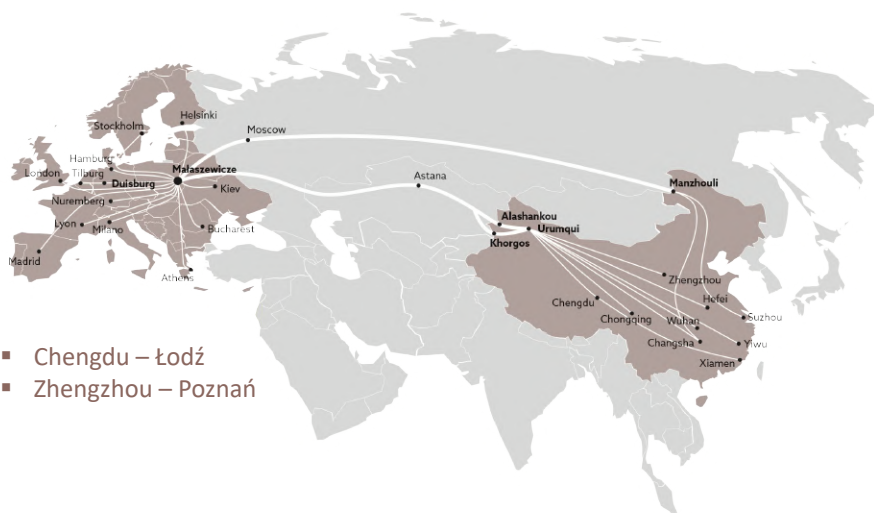 Helsinki
Stockholm
Moscow
Hamburg
London
Tilburg
Duisburg
Małaszewicze
Kiev
Nuremberg
Lyon
Milano
Bucharest
Madrid
Athens
Astana
Manzhouli
Alashankou
Urumqui
Khorgos
Zhengzhou
Chengdu
Hefei
Chongqing
Wuhan
Suzhou
Changsha
Yiwu
Xiamen
▪ Chengdu – Łodź
▪ Zhengzhou – Poznań